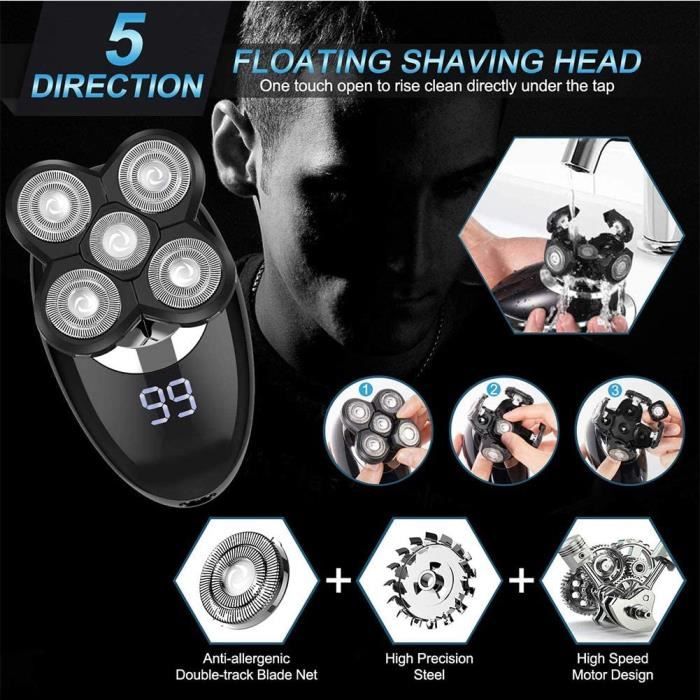 5
DIRECTION
FLOATING SHAVING HEAD
One touch open to rise clean directly under the tap
99
1
2
3
+
+
Anti-allergenic
Double-track Blade Net
High Precision
Steel
High Speed
Motor Design